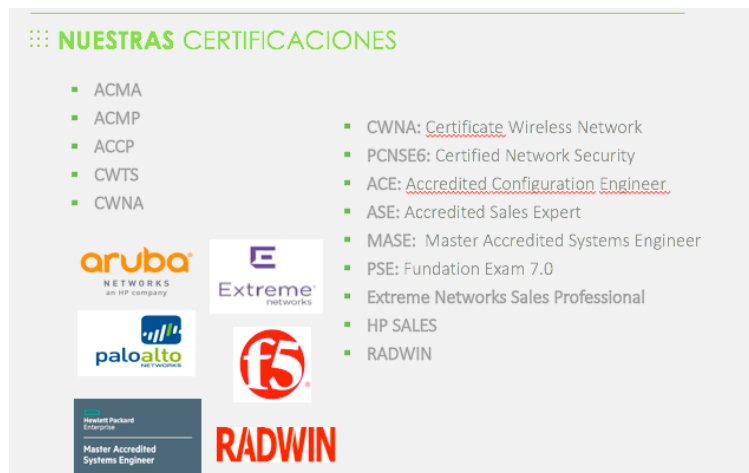 NUESTRAS CERTIFICACIONES
ACMA
ACMP
ACCP
CWTS
CWNA
CWNA: Certificate Wireless Network
PCNSE6: Certified Network Security
ACE: Accredited Configuration Engineer
ASE: Accredited Sales Expert
MASE: Master Accredited Systems Engineer
PSE: Fundation Exam 7.0
Extreme Networks Sales Professional
HP SALES
RADWIN
aruba
NETWORKS
an HP company
E
Extreme
networks
paloalto
NETWORKS
f5
Hewlett Packard
Enterprise
Master Accredited
Systems Engineer
RADWIN